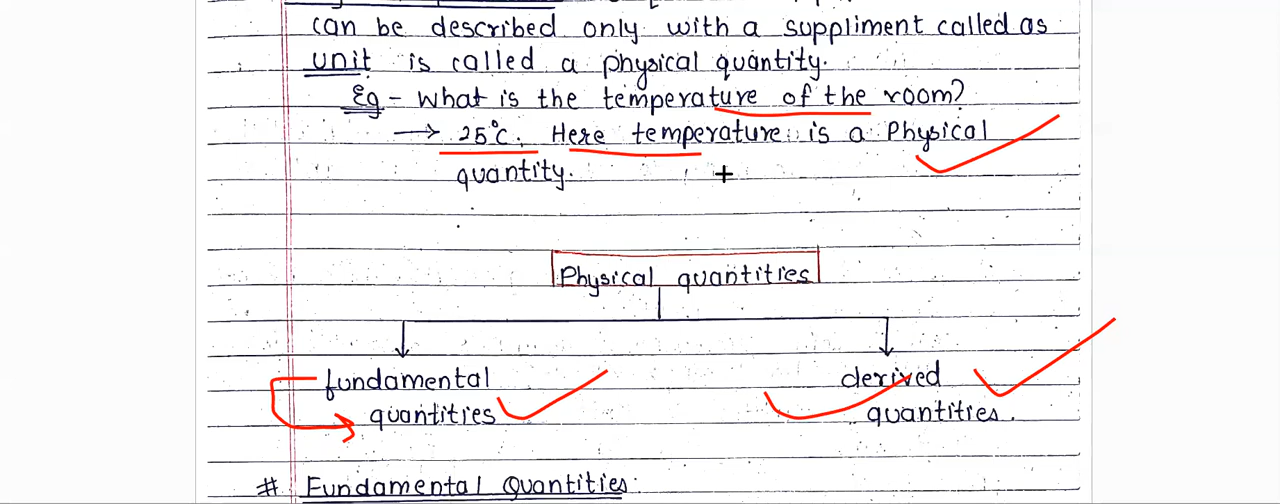 can be described only with a suppliment called as
unit is called a physical quantity.
Eg - What is the temperature of the room?
→ 25°C. Here temperature is a Physical
quantity.
Physical quantities
fundamental quantities
derived quantities.
# Fundamental Quantities: